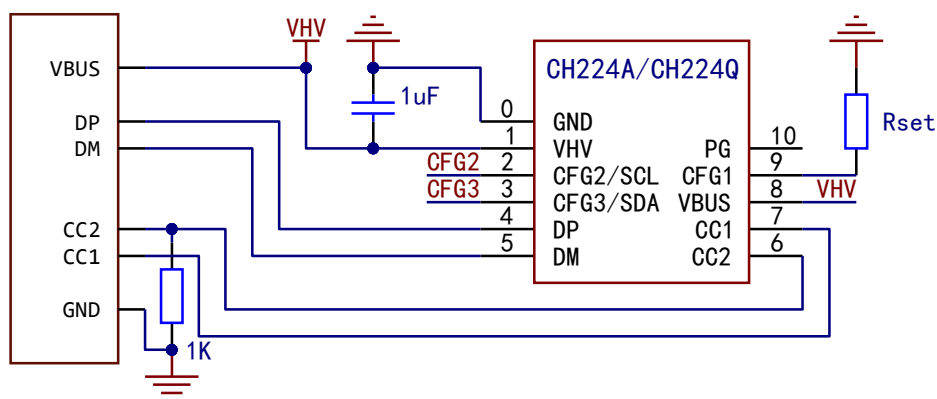 VHV
VBUS
CH224A/CH224Q
1uF
DP
DM
0
GND
Rset
1
VHV
PG
10
CFG2
2
CFG2/SCL
CFG1
9
CFG3
3
CFG3/SDA
VBUS
8
VHV
CC2
4
DP
CC1
7
CC1
5
DM
CC2
6
GND
1K